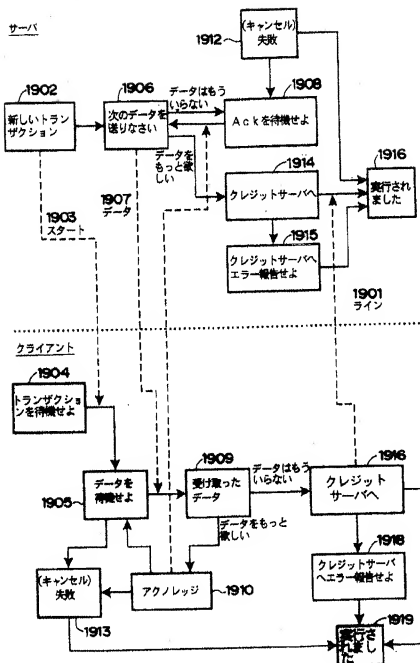 サーバ
1902
新しいトランザ
クション
1906
次のデータを
送りなさい
データはもう
いらない
データを
もっと欲
しい
1912
(キャンセル)
失敗
1908
Ackを待機せよ
1914
クレジットサーバへ
1915
クレジットサーバへ
エラー報告せよ
1916
実行され
ました
1903
スタート
1907
データ
1901
ライン
クライアント
1904
トランザクショ
ンを待機せよ
1905
データを
待機せよ
1909
受け取った
データ
データはもう
いらない
データをもっと
欲しい
1916
クレジット
サーバへ
1918
クレジットサーバ
へエラー報告せよ
1913
(キャンセル)
失敗
1910
アクノレッジ
1919
実行さ
れまし
た